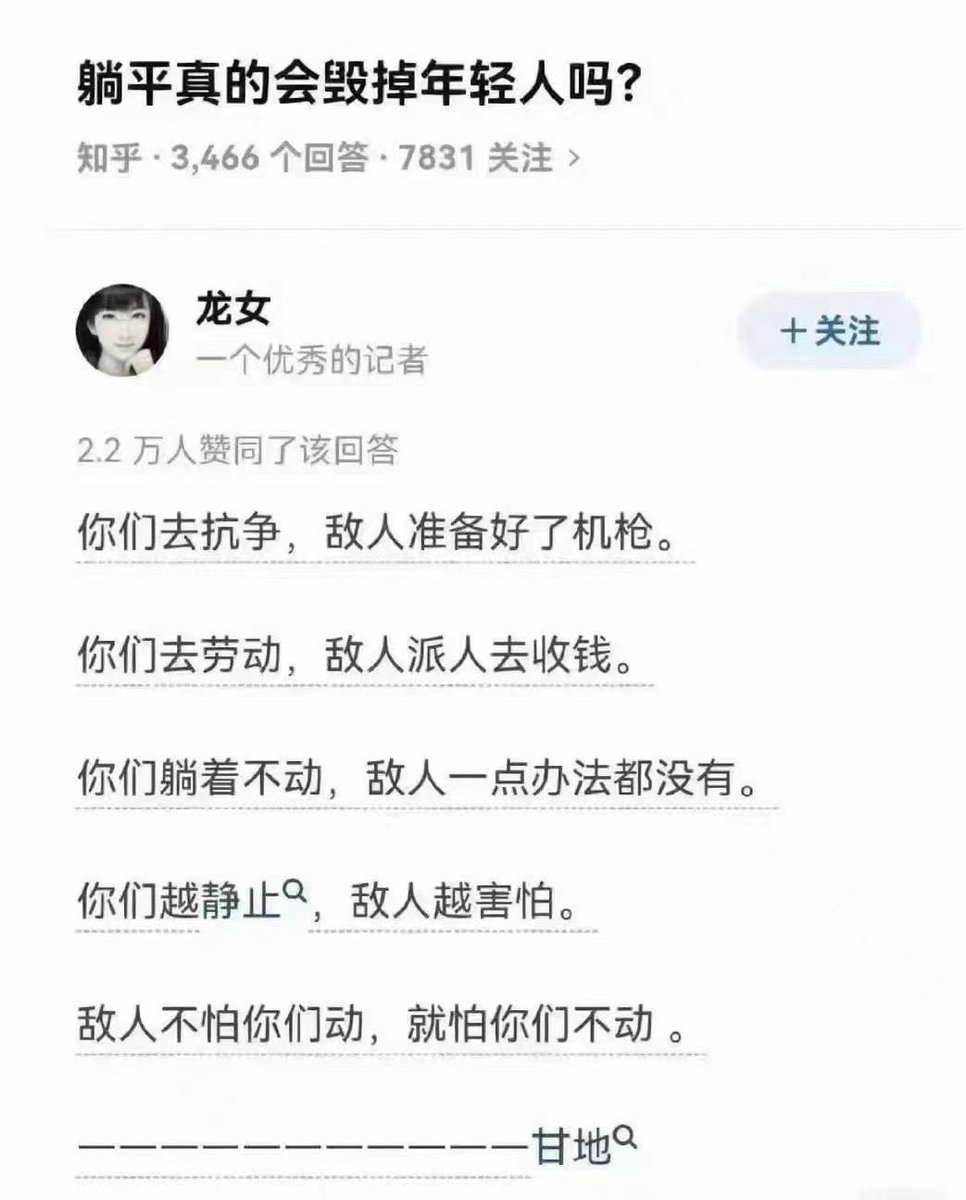 躺平真的会毁掉年轻人吗?
知乎 · 3,466 个回答 · 7831 关注 >
龙女
一个优秀的记者
+关注
2.2 万人赞同了该回答
你们去抗争，敌人准备好了机枪。
你们去劳动，敌人派人去收钱。
你们躺着不动，敌人一点办法都没有。
你们越静止，敌人越害怕。
敌人不怕你们动，就怕你们不动 。
———————————甘地